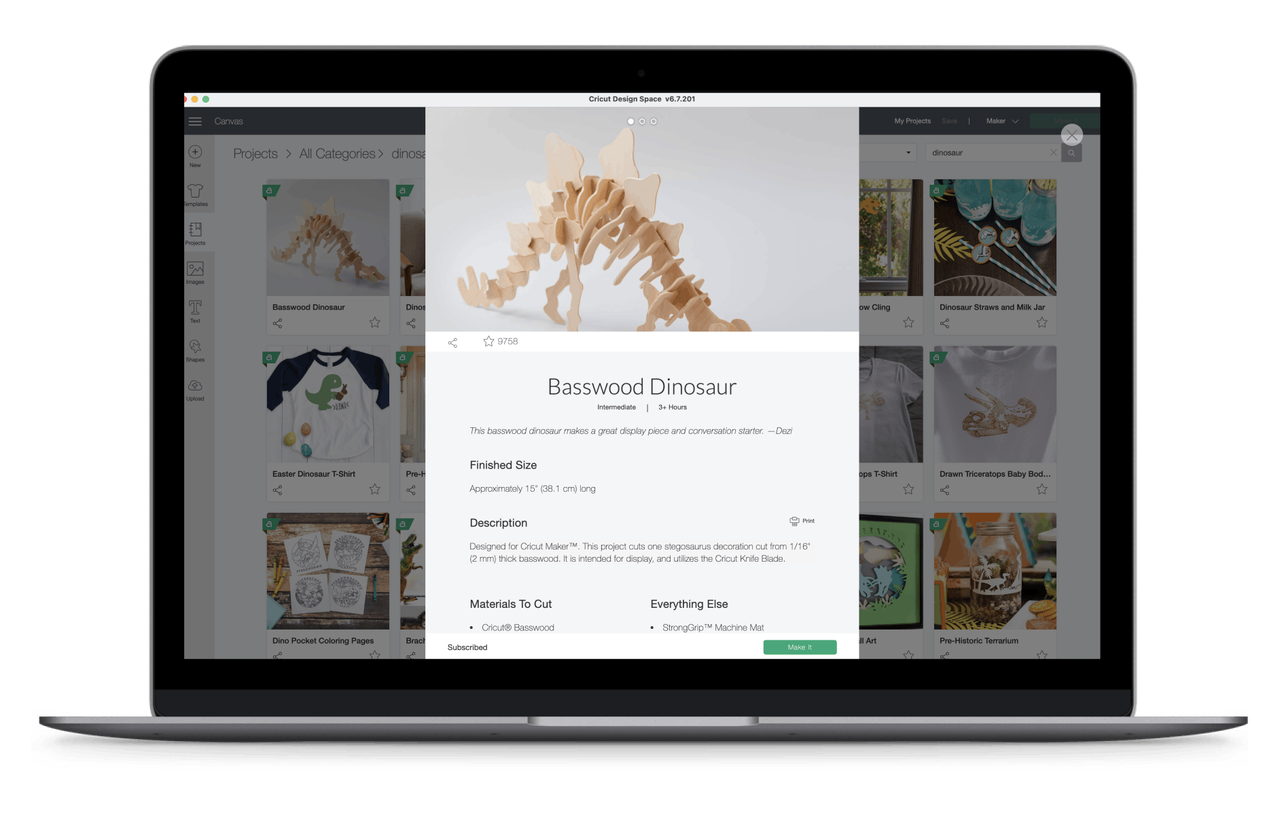 Cricut Design Space v6.7.201
Canvas
My Projects
Save
|
Maker
New
Templates
Projects
Images
Text
Shapes
Upload
Projects > All Categories > dinosa
dinosaur
Basswood Dinosaur
Dino
ow Cling
Dinosaur Straws and Milk Jar
Easter Dinosaur T-Shirt
Pre-H
ops T-Shirt
Drawn Triceratops Baby Bod...
Dino Pocket Coloring Pages
Brach
ll Art
Pre-Historic Terrarium
9758
Basswood Dinosaur
Intermediate | 3+ Hours
This basswood dinosaur makes a great display piece and conversation starter. —Dezi
Finished Size
Approximately 15" (38.1 cm) long
Description
Print
Designed for Cricut Maker™. This project cuts one stegosaurus decoration cut from 1/16"
(2 mm) thick basswood. It is intended for display, and utilizes the Cricut Knife Blade.
Materials To Cut
• Cricut® Basswood
Everything Else
• StrongGrip™ Machine Mat
Subscribed
Make It